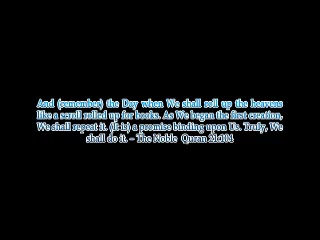 And (remember) the Day when We shall roll up the heavens
like a scroll rolled up for books. As We began the first creation,
We shall repeat it. (It is) a promise binding upon Us. Truly, We
shall do it. – The Noble Quran 21:104